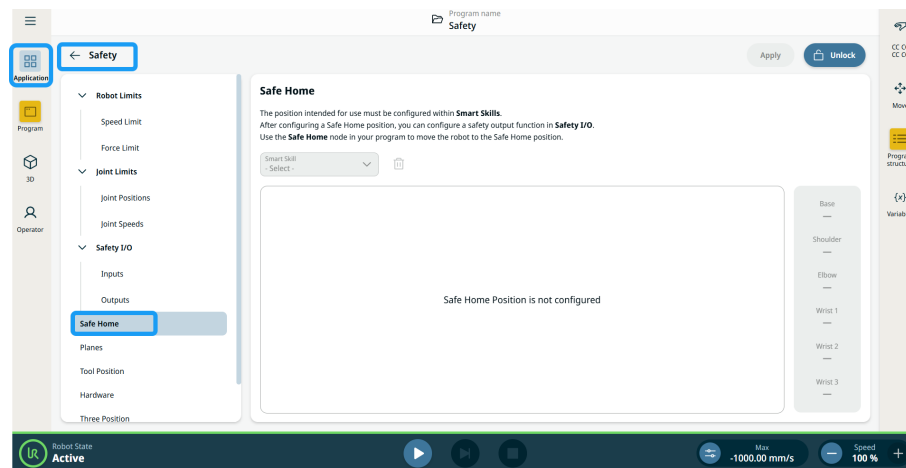 Program name
Safety
Application
Program
3D
Operator
Safety
Apply
Unlock
Robot Limits
Speed Limit
Force Limit
Joint Limits
Joint Positions
Joint Speeds
Safety I/O
Inputs
Outputs
Safe Home
Planes
Tool Position
Hardware
Three Position
Safe Home
The position intended for use must be configured within Smart Skills.
After configuring a Safe Home position, you can configure a safety output function in Safety I/O.
Use the Safe Home node in your program to move the robot to the Safe Home position.
Smart Skill
- Select -
Safe Home Position is not configured
Base
—
Shoulder
—
Elbow
—
Wrist 1
—
Wrist 2
—
Wrist 3
—
Move
{x}
UR
Robot State
Active
Max
-1000.00 mm/s
Speed
100 %